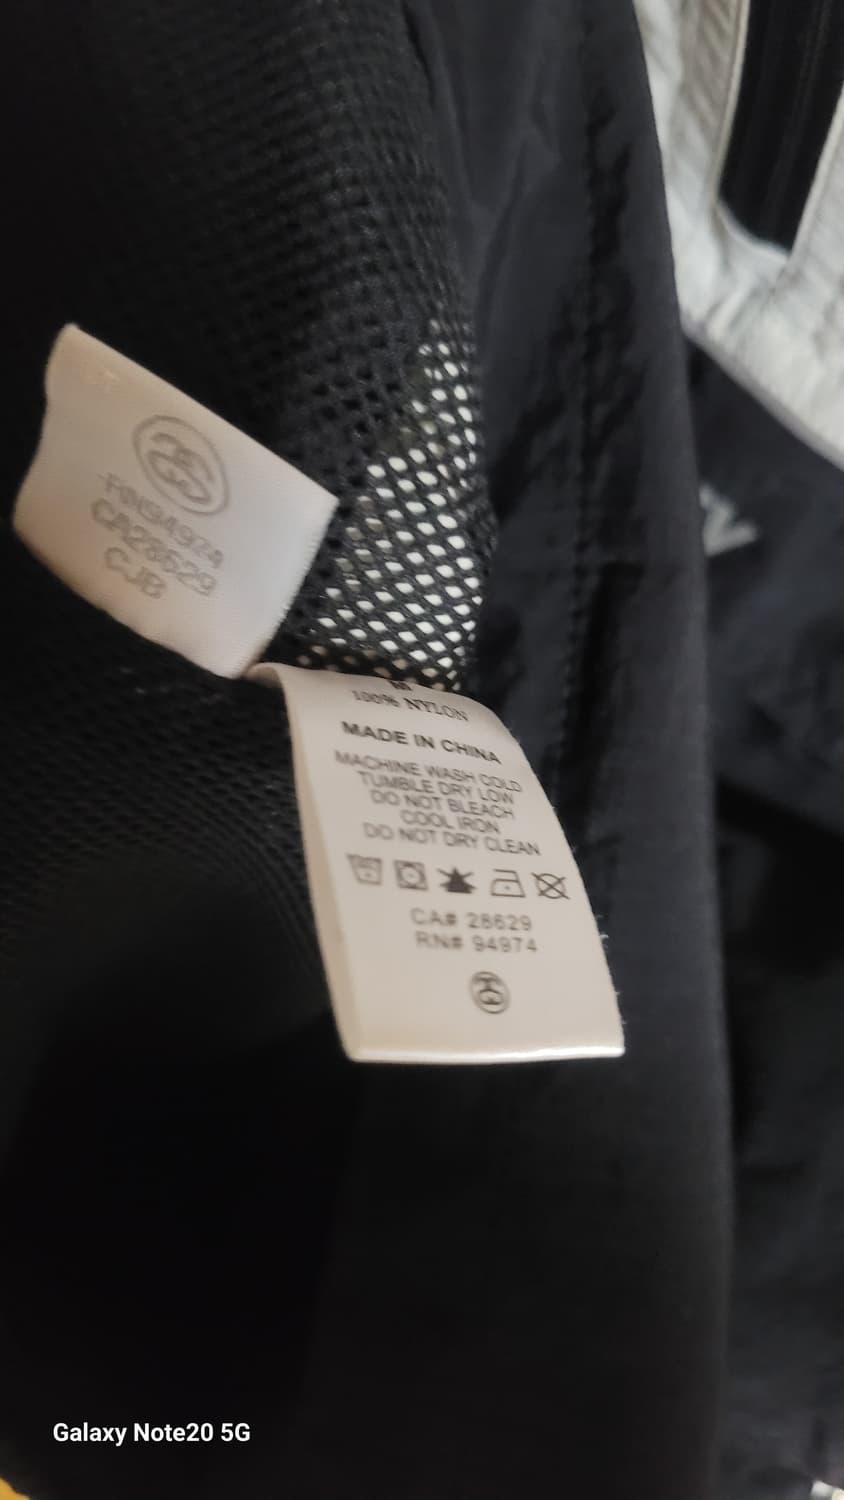 RN94974
CA28629
CJB
M
100% NYLON
MADE IN CHINA
MACHINE WASH COLD
TUMBLE DRY LOW
DO NOT BLEACH
COOL IRON
DO NOT DRY CLEAN
CA# 28629
RN# 94974
Galaxy Note20 5G